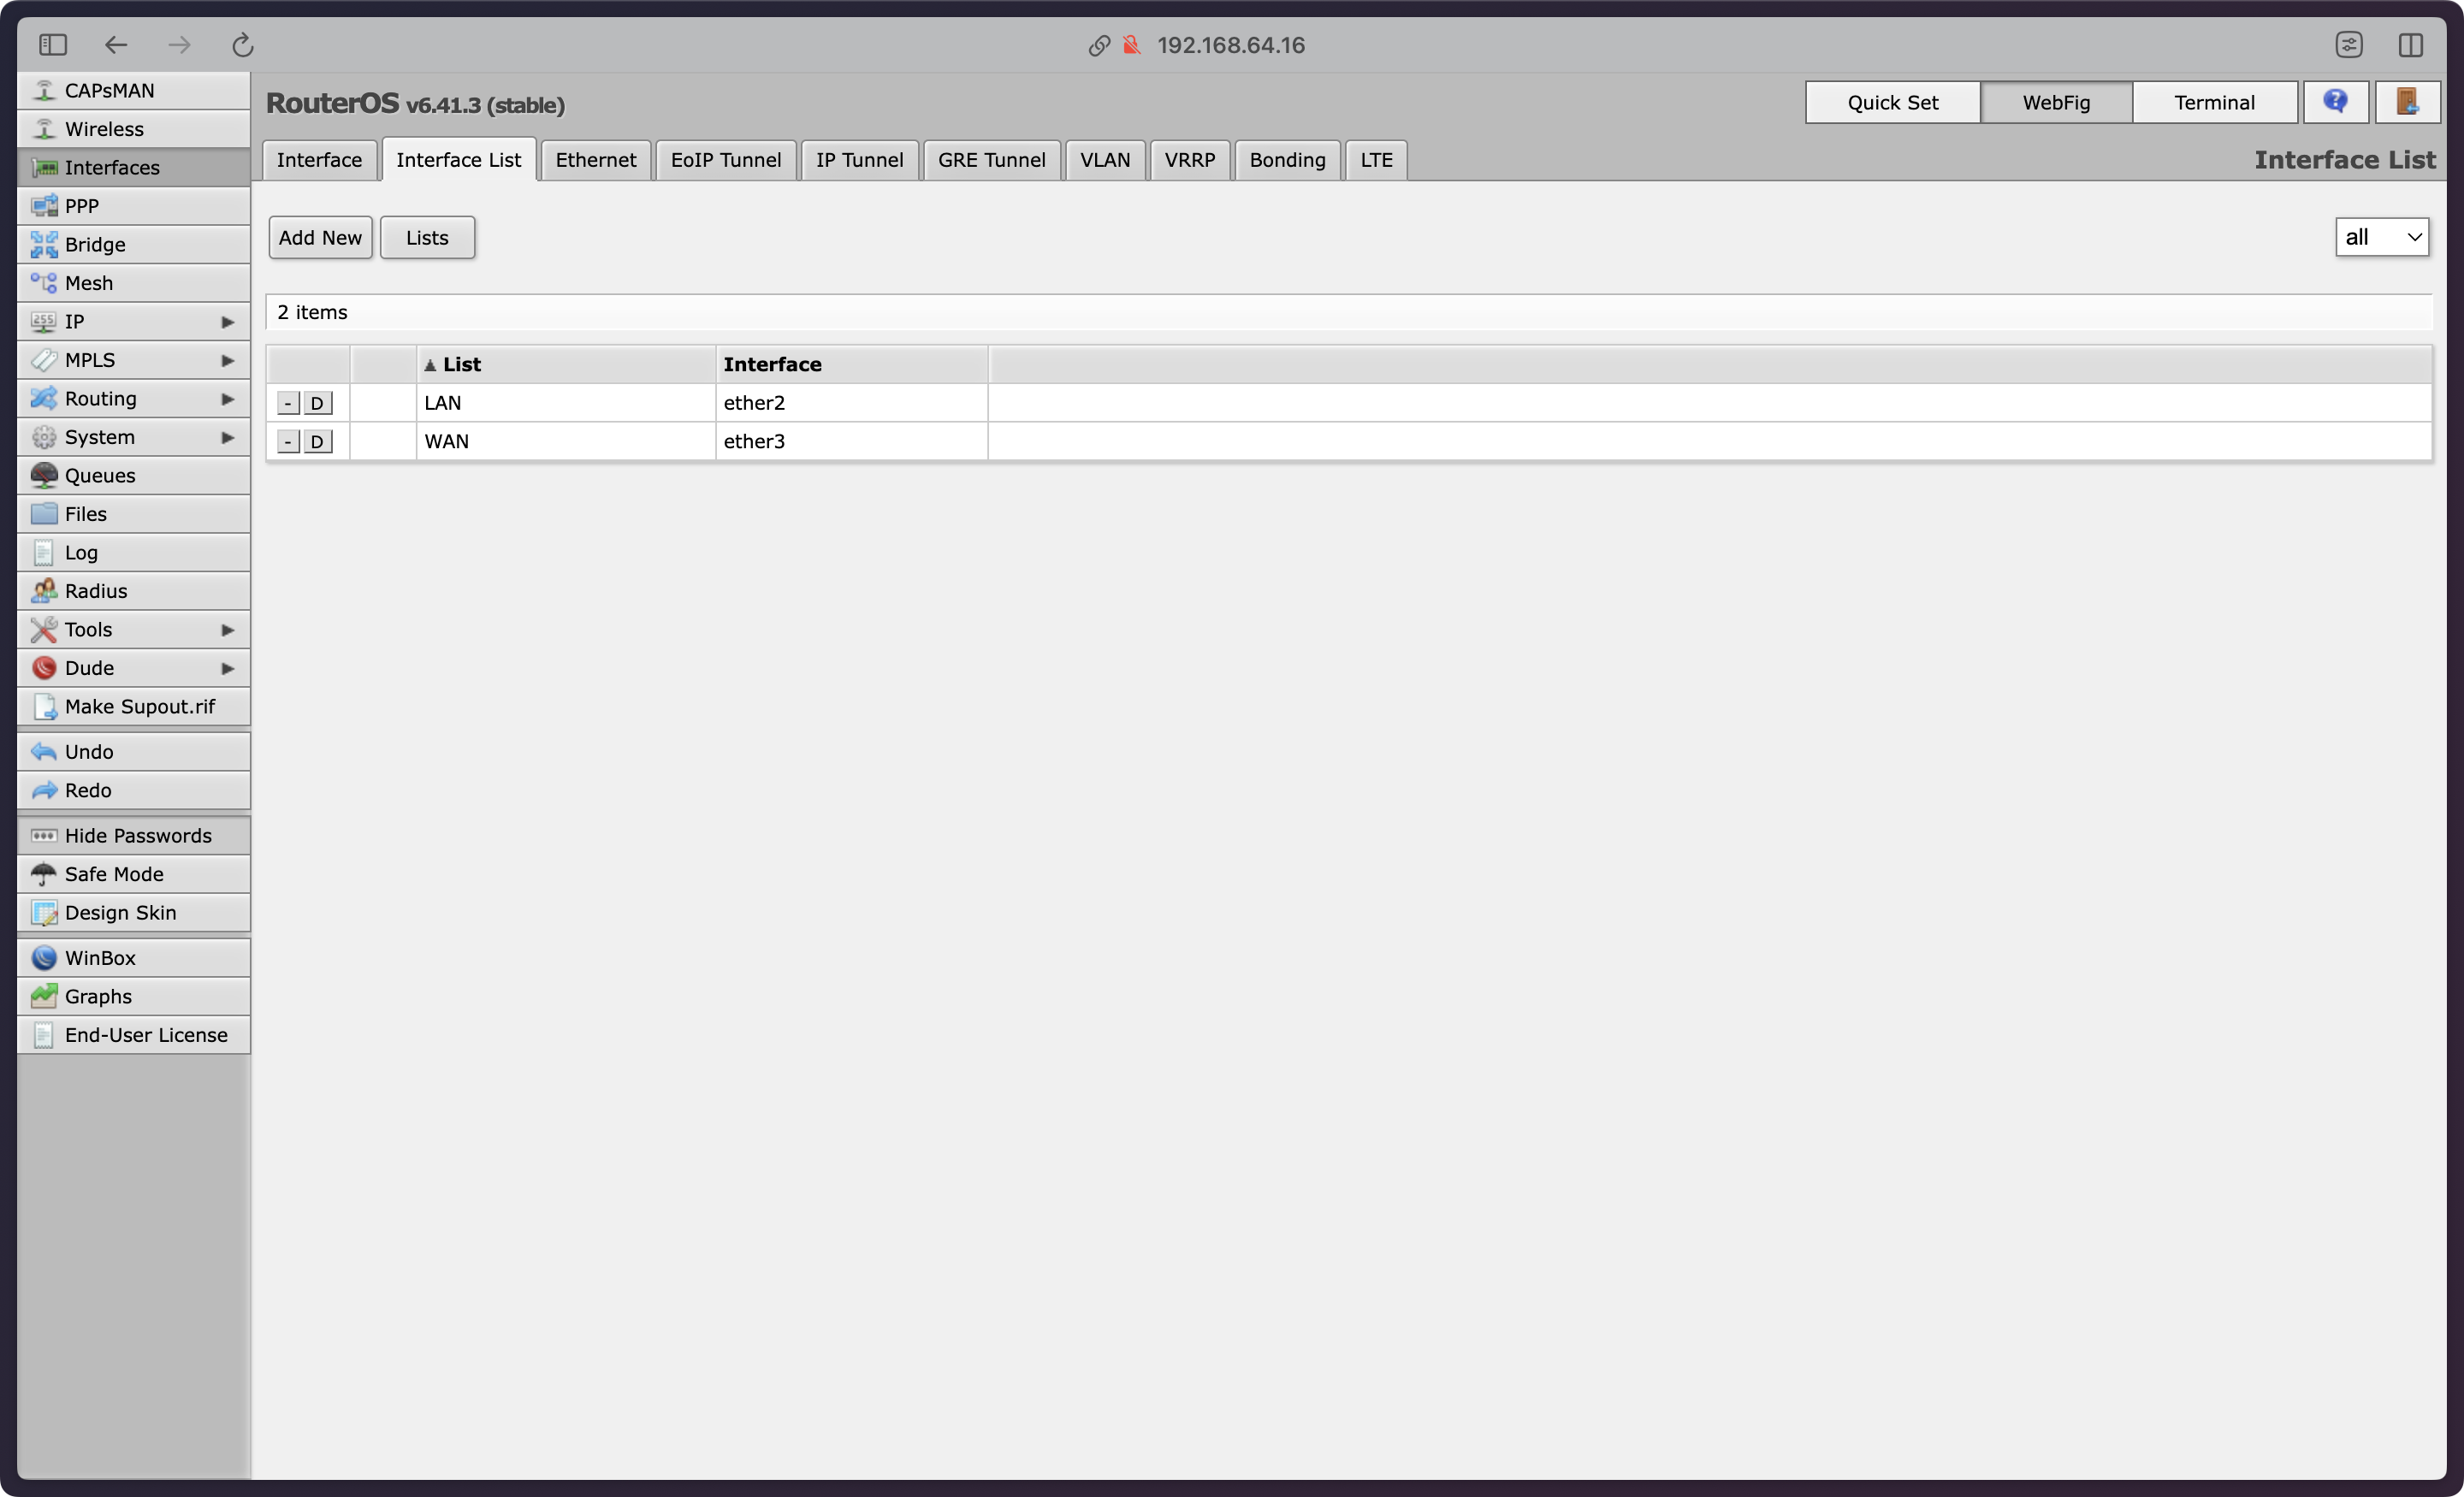 192.168.64.16
CAPsMAN
Wireless
Interfaces
PPP
Bridge
Mesh
IP
MPLS
Routing
System
Queues
Files
Log
Radius
Tools
Dude
Make Supout.rif
Undo
Redo
Hide Passwords
Safe Mode
Design Skin
WinBox
Graphs
End-User License
RouterOS v6.41.3 (stable)
Quick Set WebFig Terminal
Interface Interface List Ethernet EoIP Tunnel IP Tunnel GRE Tunnel VLAN VRRP Bonding LTE Interface List
Add New Lists all
2 items
List Interface
- D LAN ether2
- D WAN ether3